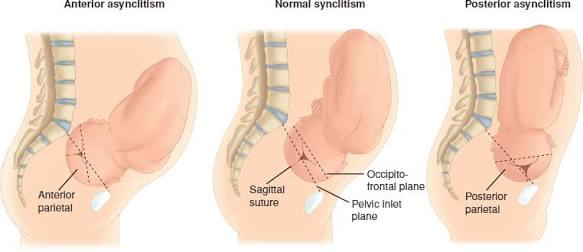 Anterior asynclitism
Normal synclitism
Posterior asynclitism
Anterior
parietal
Sagittal
suture
Occipito-
frontal plane
Pelvic inlet
plane
Posterior
parietal